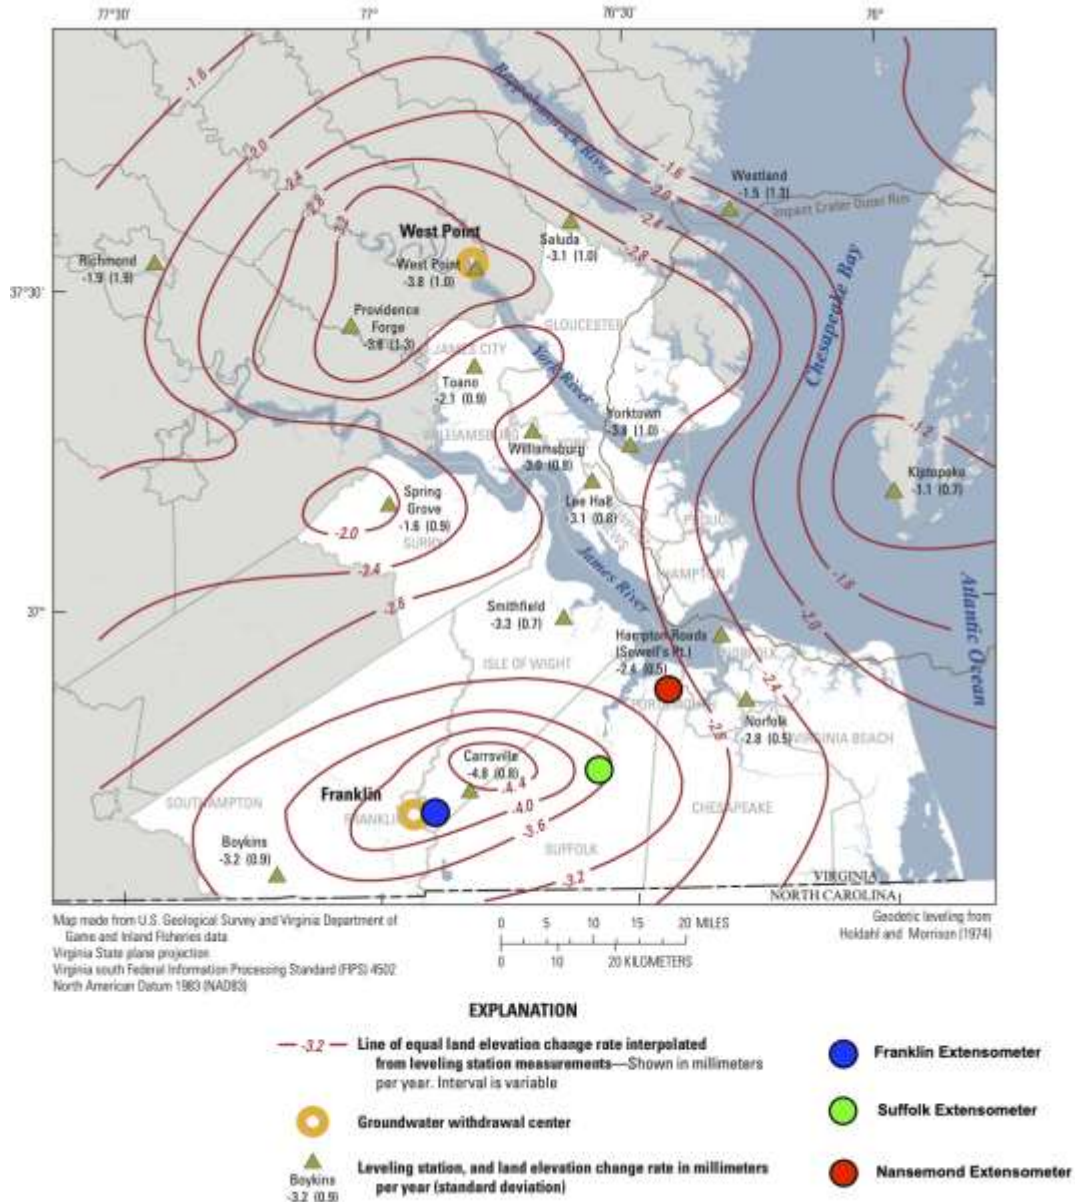 77°30'
77°
76°30'
76°
-1.6
-2.0
-2.4
-2.8
-3.2
Rappahannock River
-1.6
-2.0
-2.4
-2.8
Westland
-1.5 (1.3)
Impact Crater Outer Rim
West Point
Saluda
-3.1 (1.0)
Richmond
-1.9 (1.9)
West Point
-3.8 (1.0)
37°30'
Chesapeake Bay
Providence
Forge
GLOUCESTER
JAMES CITY
York River
Toano
-2.1 (0.9)
Yorktown
WILLIAMSBURG
YORK
Williamsburg
-1.2
Kiptopeke
-1.1 (0.7)
Lee Hall
-3.1 (0.8)
Spring
Grove
-1.6 (0.9)
-2.0
SURRY
NEWS
HAMPTON
-2.4
James River
-1.6
-2.0
Atlantic Ocean
37°
Smithfield
-3.3 (0.7)
Hampton Roads
(Sewell's Pt.)
-2.4 (0.5)
NORFOLK
ISLE OF WIGHT
-2.4
PORTSMOUTH
Norfolk
-2.8 (0.5)
VIRGINIA BEACH
Carrsville
-4.8 (0.8)
-4.4
-4.0
-3.6
-3.2
Franklin
FRANKLIN
SOUTHAMPTON
CHESAPEAKE
SUFFOLK
Boykins
-3.2 (0.9)
VIRGINIA
NORTH CAROLINA
Map made from U.S. Geological Survey and Virginia Department of
Game and Inland Fisheries data
Virginia State plane projection
Virginia south Federal Information Processing Standard (FIPS) 4502
North American Datum 1983 (NAD83)
0 5 10 15 20 MILES
0 10 20 KILOMETERS
Geodetic leveling from
Holdahl and Morrison (1974)
EXPLANATION
-3.2 Line of equal land elevation change rate interpolated
from leveling station measurements—Shown in millimeters
per year. Interval is variable
Groundwater withdrawal center
Boykins
-3.2 (0.9)
Leveling station, and land elevation change rate in millimeters
per year (standard deviation)
Franklin Extensometer
Suffolk Extensometer
Nansemond Extensometer